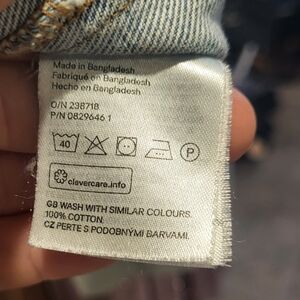 Made in Bangladesh
Fabriqué en Bangladesh
Hecho en Bangladesh
O/N 238718
P/N 0829646 1
40
P
clevercare.info
GB WASH WITH SIMILAR COLOURS.
100% COTTON
CZ PERTE S PODOBNÝMI BARVAMI.